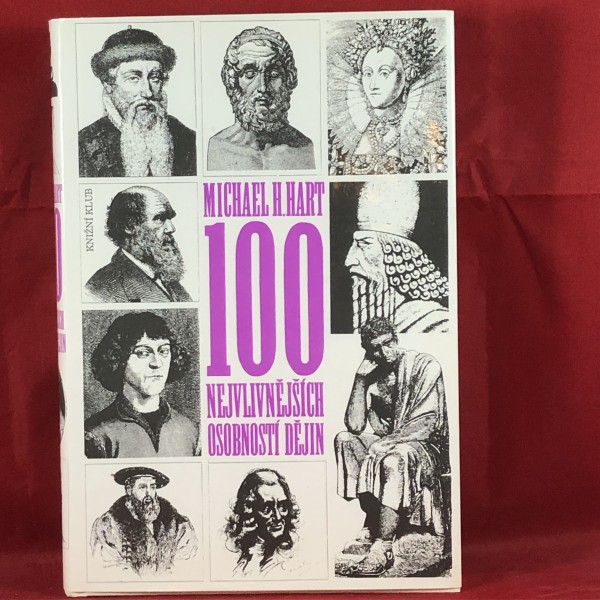 MICHAEL H. HART
100
NEJVLIVNĚJŠÍCH
OSOBNOSTÍ DĚJIN
KNIŽNÍ KLUB